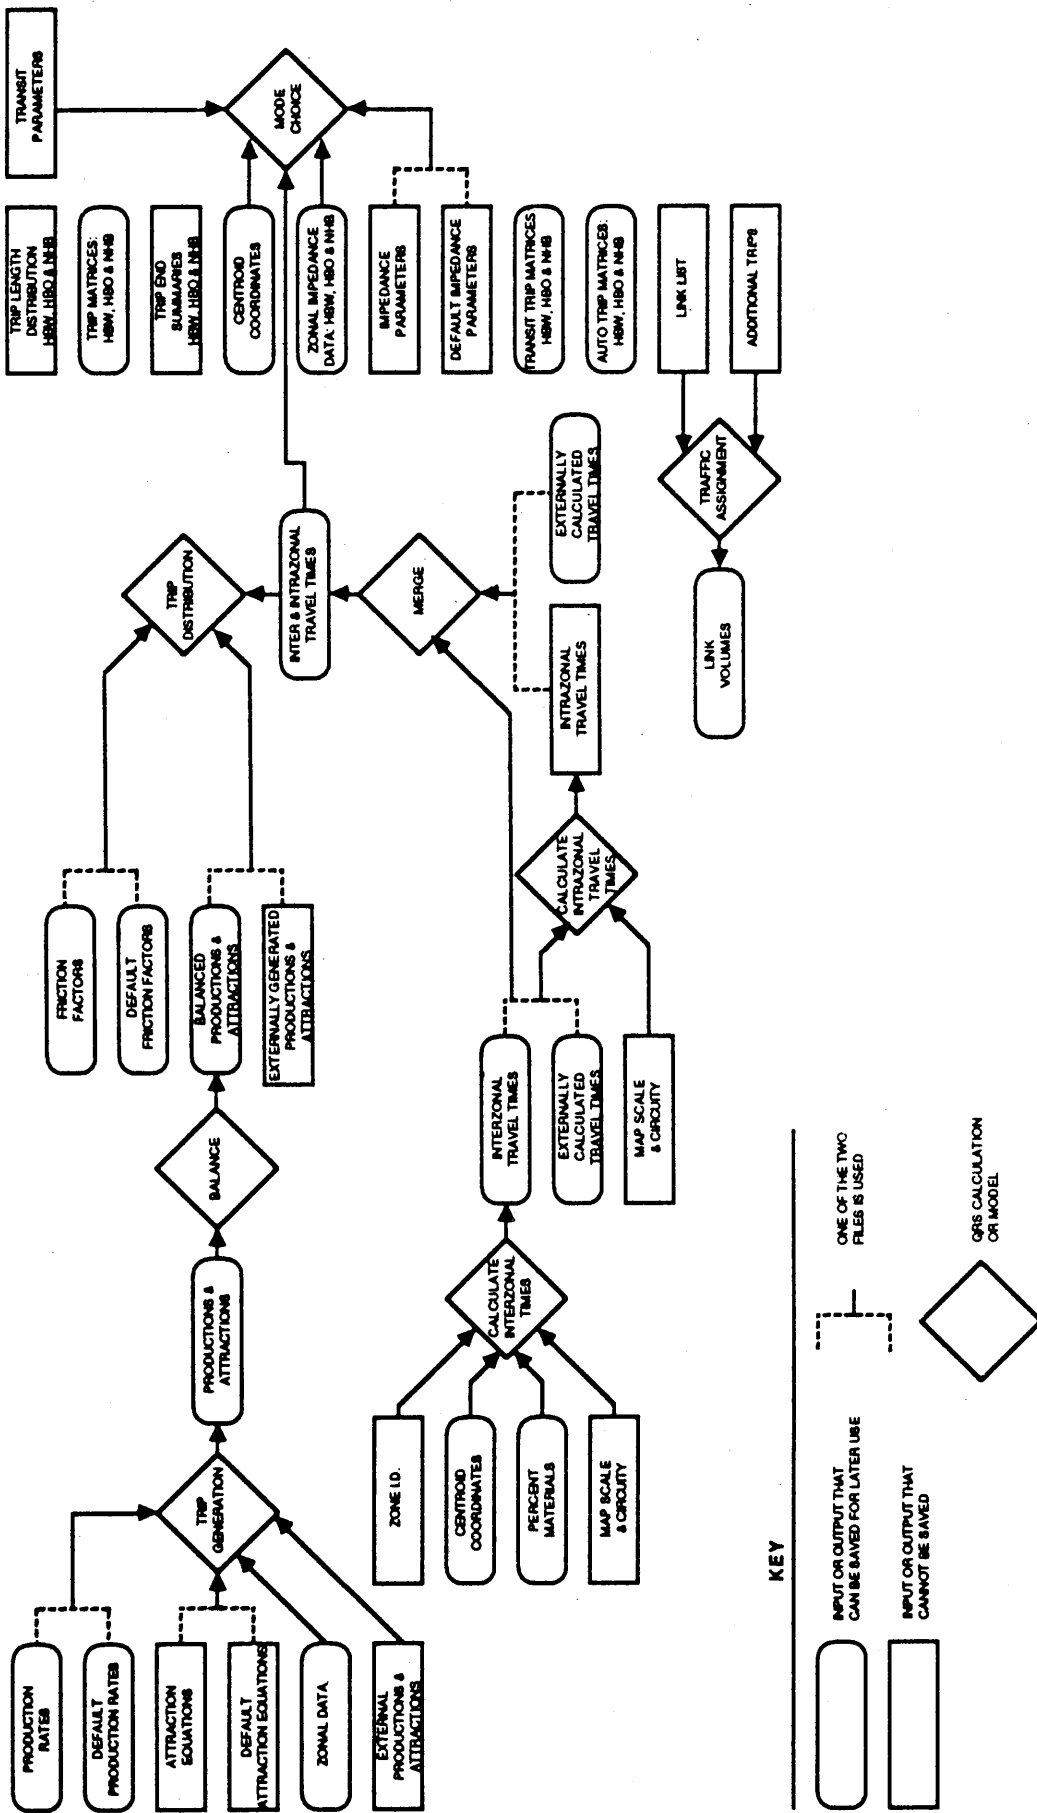 PRODUCTION
RATES
DEFAULT
PRODUCTION RATES
ATTRACTION
EQUATIONS
DEFAULT
ATTRACTION EQUATIONS
ZONAL DATA
EXTERNAL
PRODUCTIONS &
ATTRACTIONS
TRIP
GENERATION
PRODUCTIONS &
ATTRACTIONS
BALANCE
FRICTION
FACTORS
DEFAULT
FRICTION FACTORS
BALANCED
PRODUCTIONS &
ATTRACTIONS
EXTERNALLY GENERATED
PRODUCTIONS &
ATTRACTIONS
TRIP
DISTRIBUTION
TRIP LENGTH
DISTRIBUTION
HBW, HBO & NHB
TRIP MATRICES:
HBW, HBO & NHB
TRIP END
SUMMARIES
HBW, HBO & NHB
TRANSIT
PARAMETERS
ZONE I.D.
CENTROID
COORDINATES
PERCENT
MATERIALS
MAP SCALE
& CIRCUITY
CALCULATE
INTERZONAL
TIMES
INTERZONAL
TRAVEL TIMES
EXTERNALLY
CALCULATED
TRAVEL TIMES
MAP SCALE
& CIRCUITY
CALCULATE
INTRAZONAL
TRAVEL
TIMES
INTRAZONAL
TRAVEL TIMES
EXTERNALLY
CALCULATED
TRAVEL TIMES
MERGE
INTER & INTRAZONAL
TRAVEL TIMES
CENTROID
COORDINATES
ZONAL IMPEDANCE
DATA: HBW, HBO & NHB
IMPEDANCE
PARAMETERS
DEFAULT IMPEDANCE
PARAMETERS
MODE
CHOICE
TRANSIT TRIP MATRICES
HBW, HBO & NHB
AUTO TRIP MATRICES:
HBW, HBO & NHB
LINK LIST
ADDITIONAL TRIPS
TRAFFIC
ASSIGNMENT
LINK
VOLUMES
KEY
INPUT OR OUTPUT THAT
CAN BE SAVED FOR LATER USE
INPUT OR OUTPUT THAT
CANNOT BE SAVED
ONE OF THE TWO
FILES IS USED
QRS CALCULATION
OR MODEL